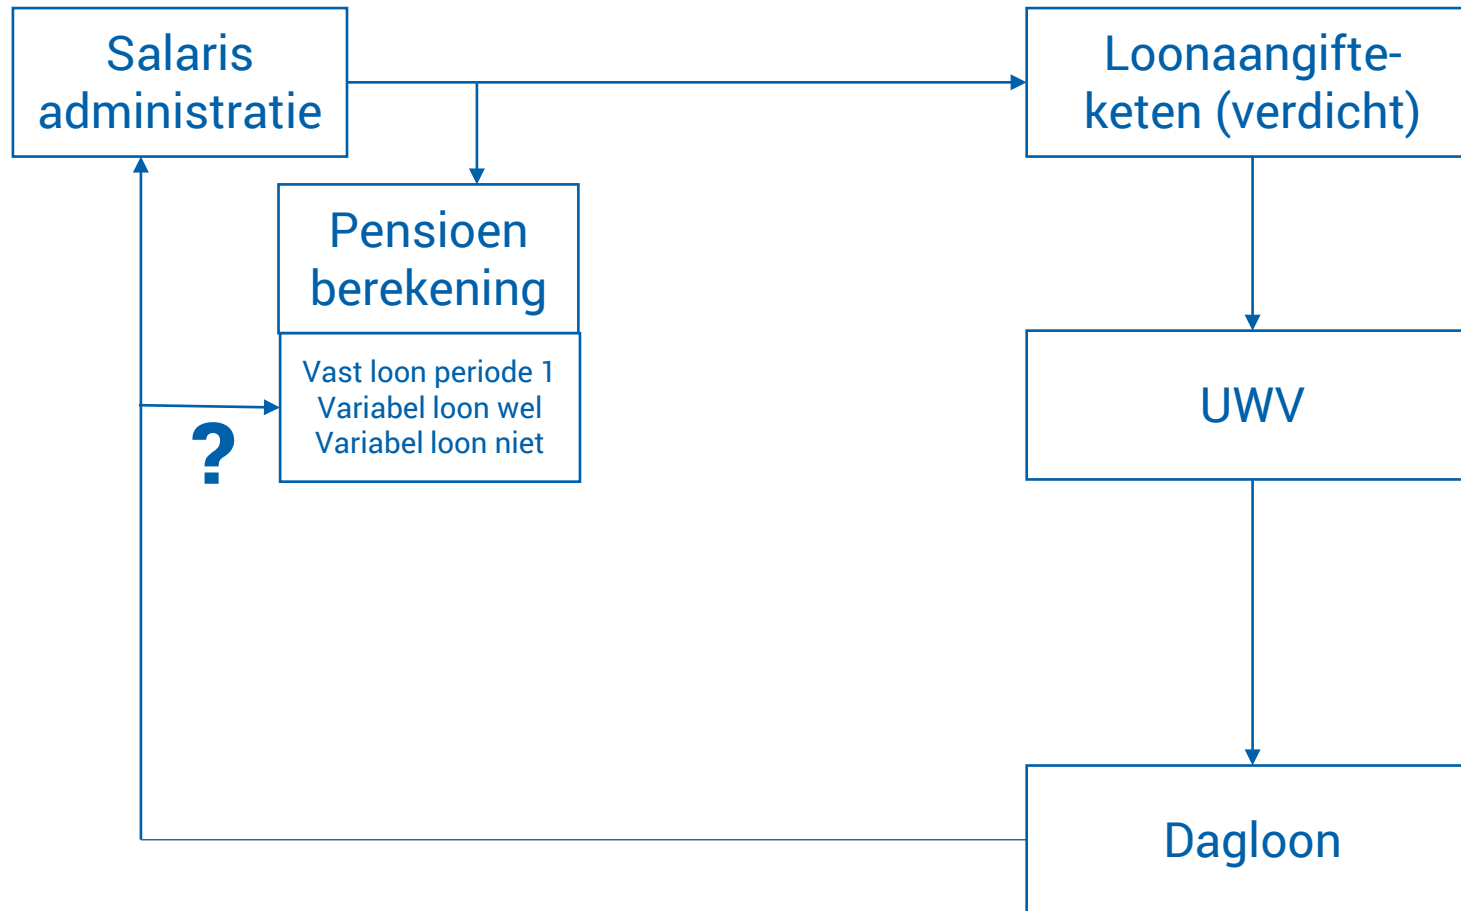 Salaris
administratie
Loonaangifte-
keten (verdicht)
Pensioen
berekening
Vast loon periode 1
Variabel loon wel
Variabel loon niet
?
UWV
Dagloon